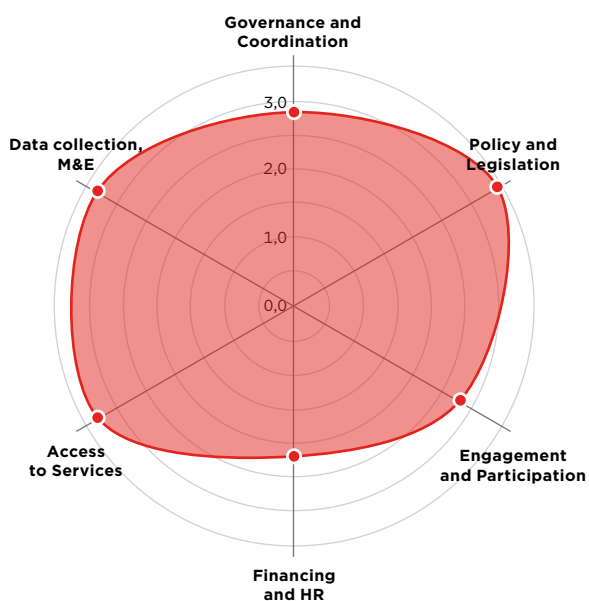 Governance and
Coordination
3,0
Data collection,
M&E
Policy and
Legislation
2,0
1,0
0,0
Access
to Services
Engagement
and Participation
Financing
and HR